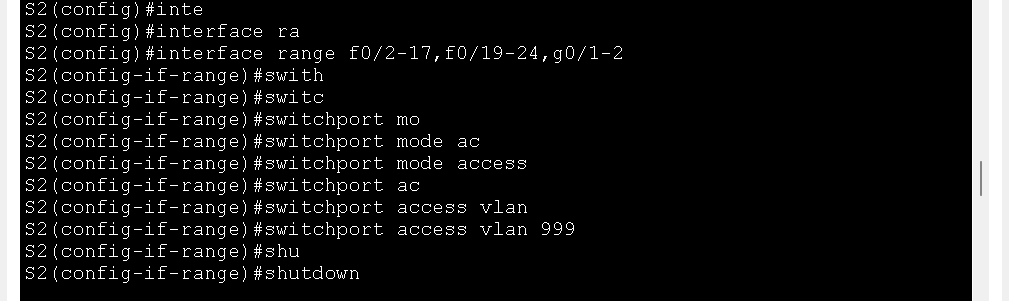 S2(config)#inte
S2(config)#interface ra
S2(config)#interface range f0/2-17,f0/19-24,g0/1-2
S2(config-if-range)#swith
S2(config-if-range)#switc
S2(config-if-range)#switchport mo
S2(config-if-range)#switchport mode ac
S2(config-if-range)#switchport mode access
S2(config-if-range)#switchport ac
S2(config-if-range)#switchport access vlan
S2(config-if-range)#switchport access vlan 999
S2(config-if-range)#shu
S2(config-if-range)#shutdown